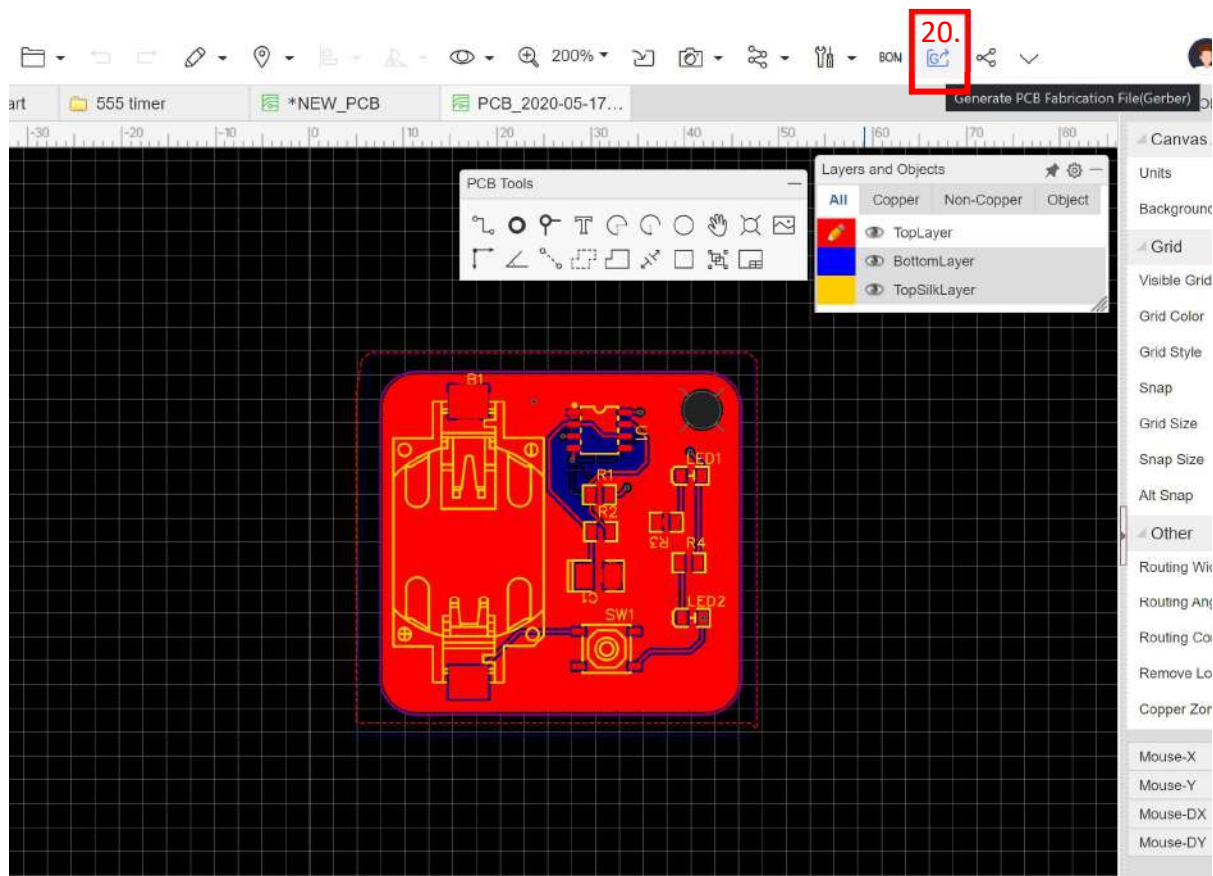 20.
200%
BOM
G
Generate PCB Fabrication File(Gerber)
art
555 timer
*NEW_PCB
PCB_2020-05-17...
-30 -20 -10 0 10 20 30 40 50 60 70 80
PCB Tools
T
Layers and Objects
All Copper Non-Copper Object
TopLayer
BottomLayer
TopSilkLayer
Canvas
Units
Background
Grid
Visible Grid
Grid Color
Grid Style
Snap
Grid Size
Snap Size
Alt Snap
Other
Routing Wid
Routing Ang
Routing Cor
Remove Lo
Copper Zon
Mouse-X
Mouse-Y
Mouse-DX
Mouse-DY
B1
U1
LED1
R1
R2
R3
R4
C1
LED2
SW1